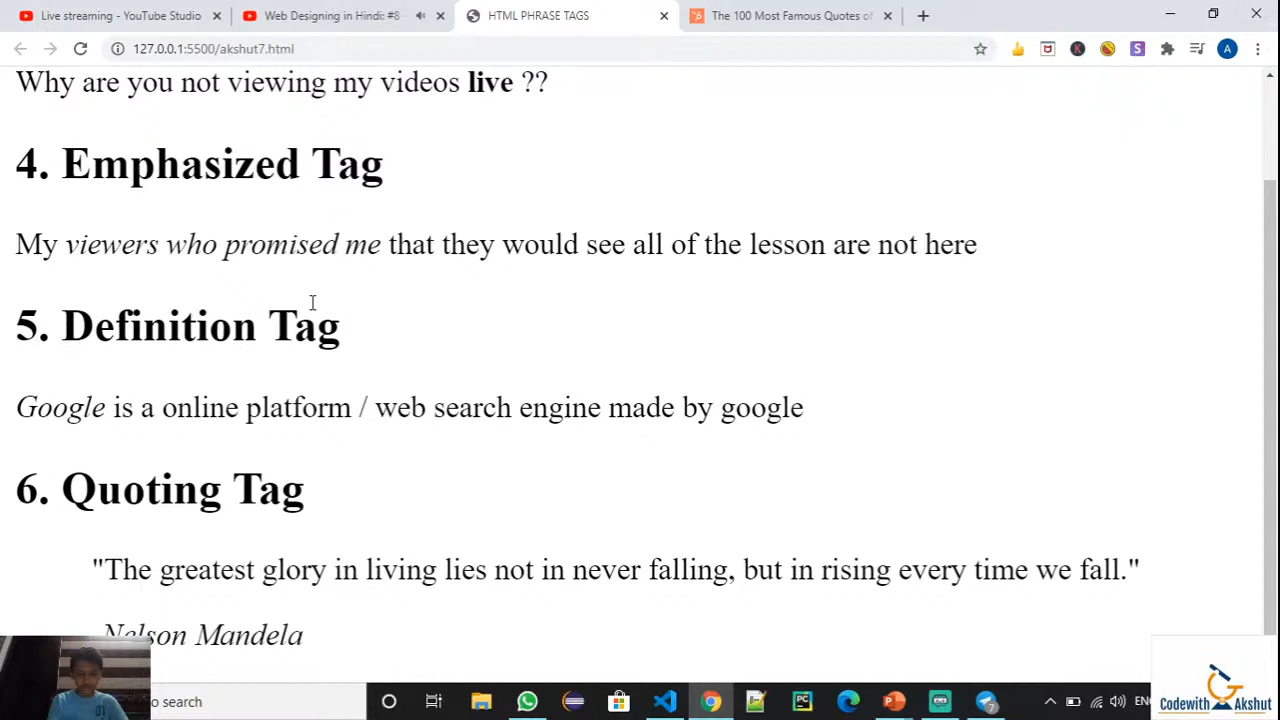 Live streaming - YouTube Studio
Web Designing in Hindi: #8 -
HTML PHRASE TAGS
The 100 Most Famous Quotes of
127.0.0.1:5500/akshut7.html
A
Why are you not viewing my videos live ??
4. Emphasized Tag
My viewers who promised me that they would see all of the lesson are not here
5. Definition Tag
Google is a online platform / web search engine made by google
6. Quoting Tag
"The greatest glory in living lies not in never falling, but in rising every time we fall."
Nelson Mandela
o search
Codewith Akshut